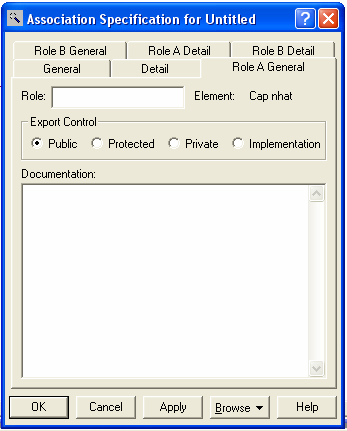 Association Specification for Untitled
Role B General Role A Detail Role B Detail
General Detail Role A General
Role: Element: Cap nhat
Export Control
Public Protected Private Implementation
Documentation:
OK Cancel Apply Browse Help